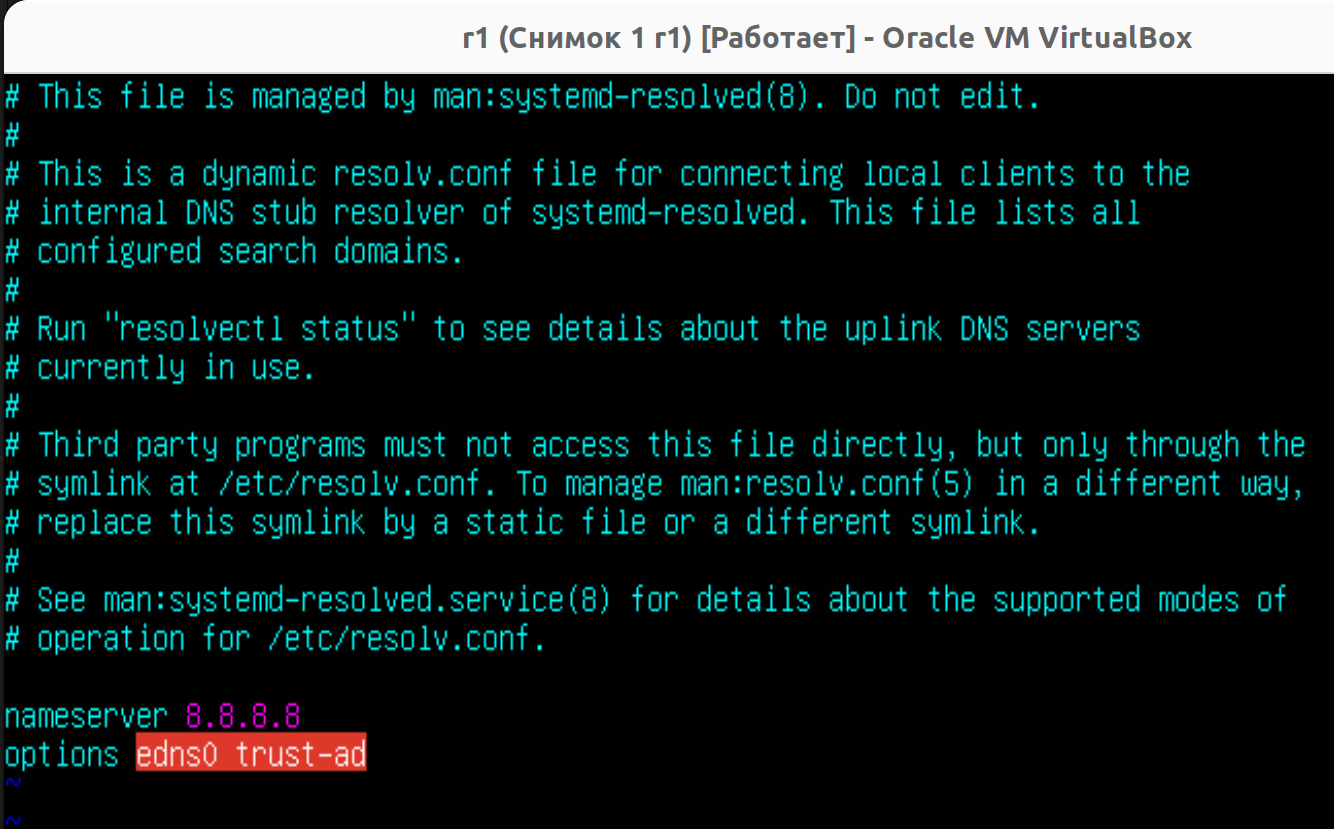 r1 (Снимок 1 r1) [Работает] - Oracle VM VirtualBox
# This file is managed by man:systemd-resolved(8). Do not edit.
#
# This is a dynamic resolv.conf file for connecting local clients to the
# internal DNS stub resolver of systemd-resolved. This file lists all
# configured search domains.
#
# Run "resolvectl status" to see details about the uplink DNS servers
# currently in use.
#
# Third party programs must not access this file directly, but only through the
# symlink at /etc/resolv.conf. To manage man:resolv.conf(5) in a different way,
# replace this symlink by a static file or a different symlink.
#
# See man:systemd-resolved.service(8) for details about the supported modes of
# operation for /etc/resolv.conf.
nameserver 8.8.8.8
options edns0 trust-ad
~
~